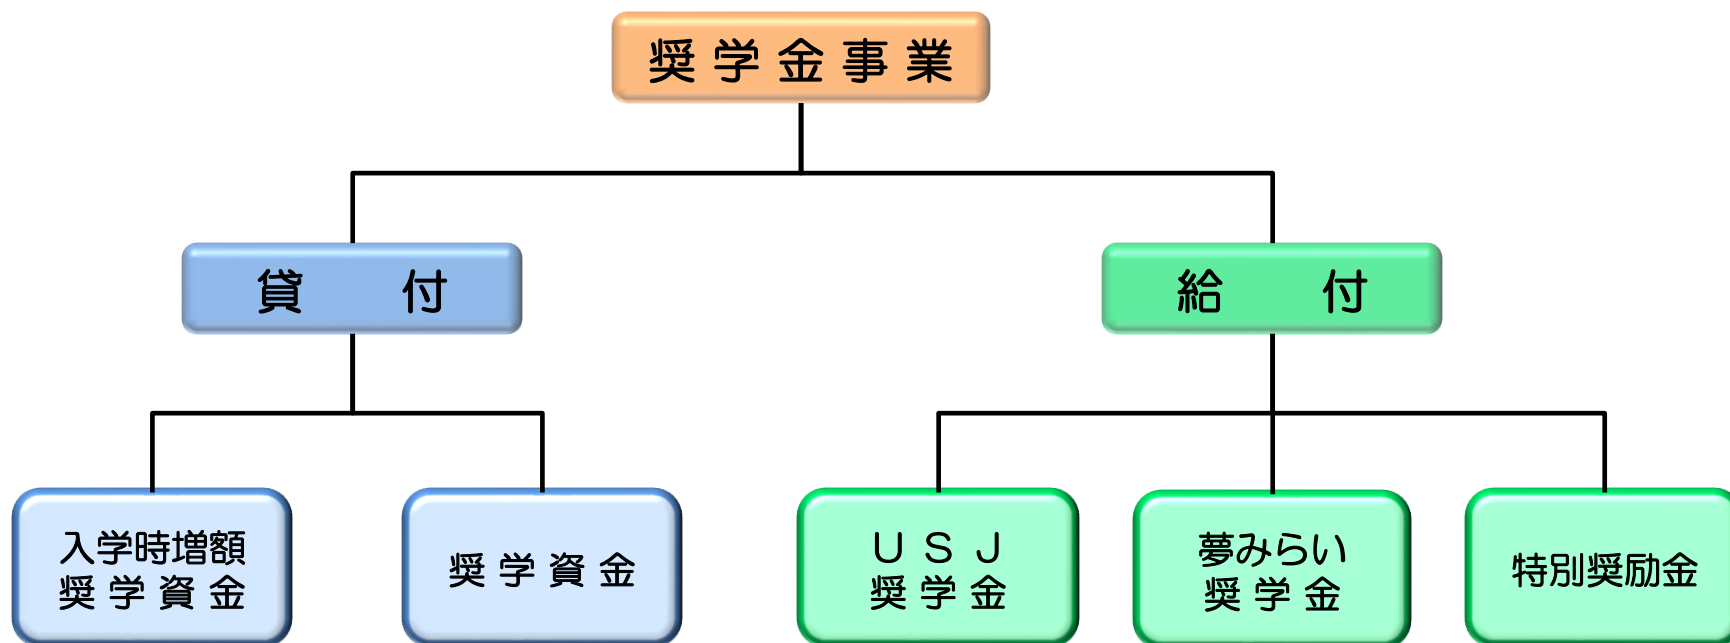 奨学金事業
貸　付
給　付
入学時増額
奨学資金
奨学資金
ＵＳＪ
奨学金
夢みらい
奨学金
特別奨励金